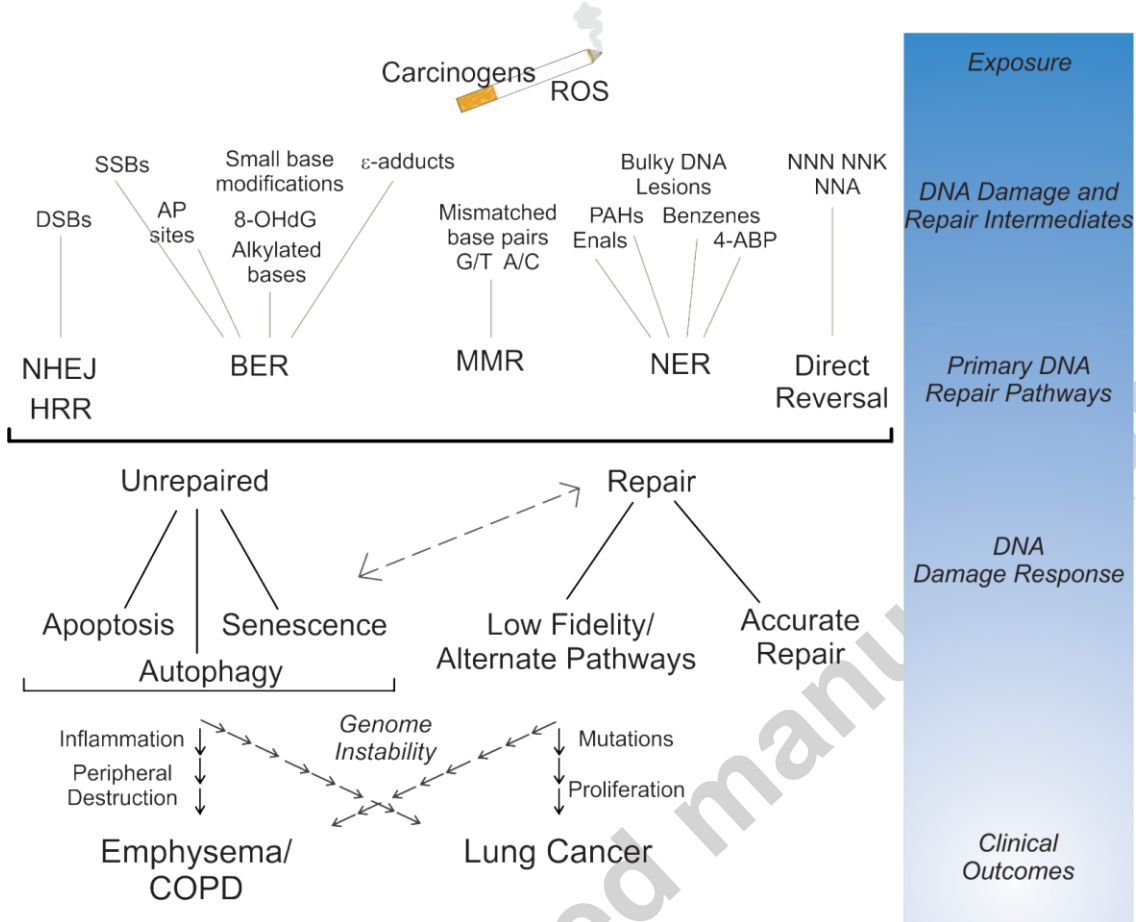 Carcinogens
ROS
Exposure
SSBs
Small base
modifications
ε-adducts
Bulky DNA
Lesions
NNN NNK
NNA
DNA Damage and
Repair Intermediates
DSBs
AP
sites
8-OHdG
Alkylated
bases
Mismatched
base pairs
G/T A/C
PAHs
Benzenes
Enals
4-ABP
NHEJ
HRR
BER
MMR
NER
Direct
Reversal
Primary DNA
Repair Pathways
Unrepaired
Repair
DNA
Damage Response
Apoptosis
Senescence
Autophagy
Low Fidelity/
Alternate Pathways
Accurate
Repair
Inflammation
Peripheral
Destruction
Genome
Instability
Mutations
Proliferation
Emphysema/
COPD
Lung Cancer
Clinical
Outcomes
ed manu